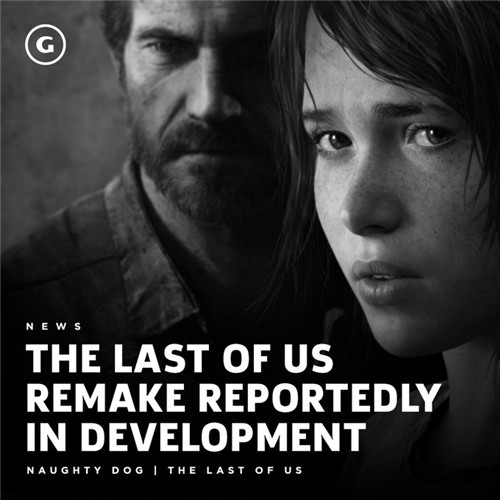 G
NEWS
THE LAST OF US
REMAKE REPORTEDLY
IN DEVELOPMENT
NAUGHTY DOG | THE LAST OF US